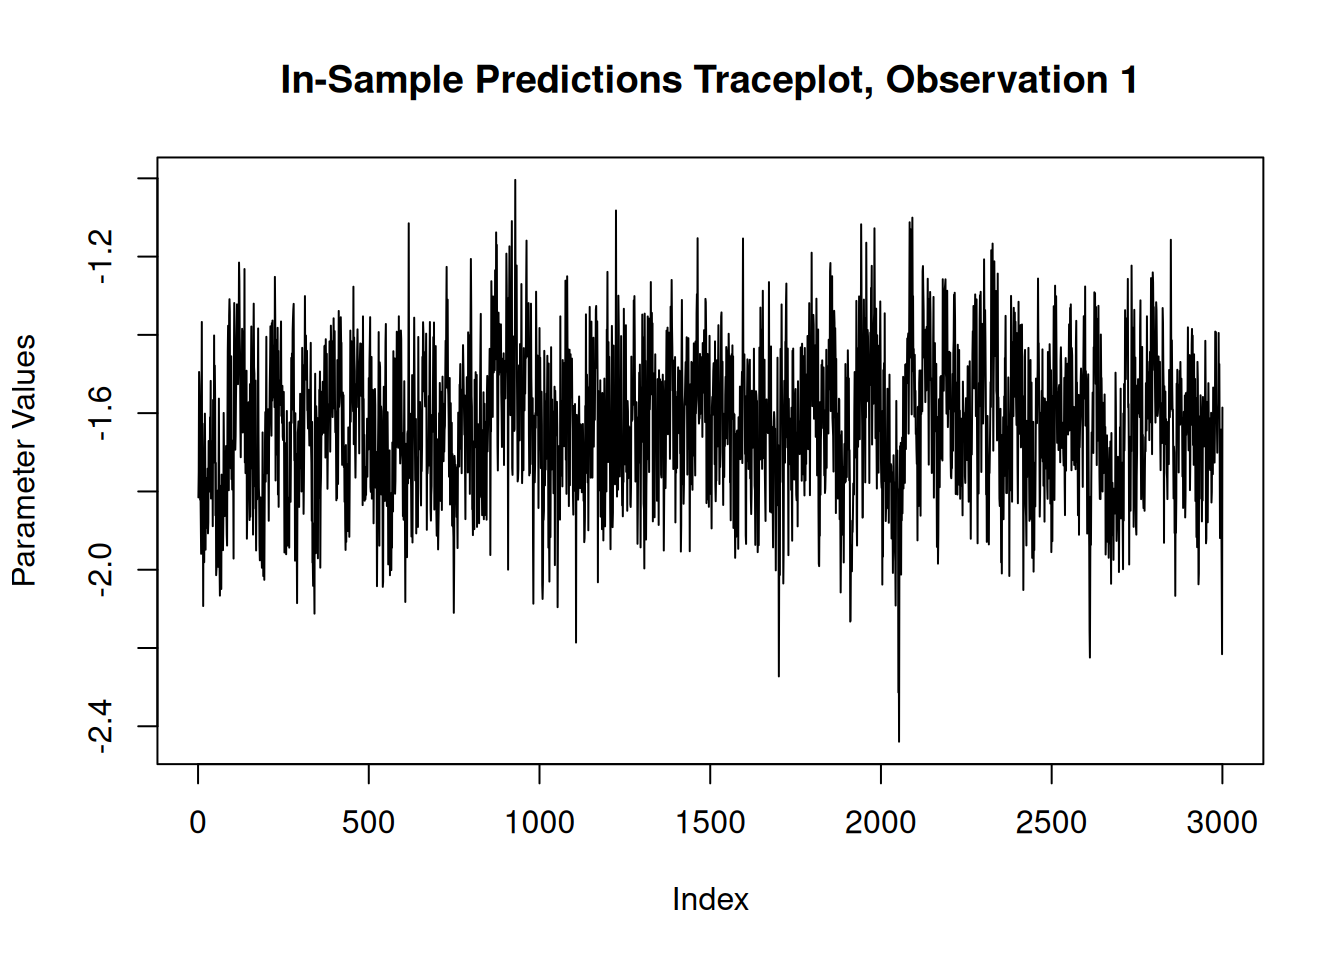 In-Sample Predictions Traceplot, Observation 1
Parameter Values
-1.2
-1.6
-2.0
-2.4
0 500 1000 1500 2000 2500 3000
Index